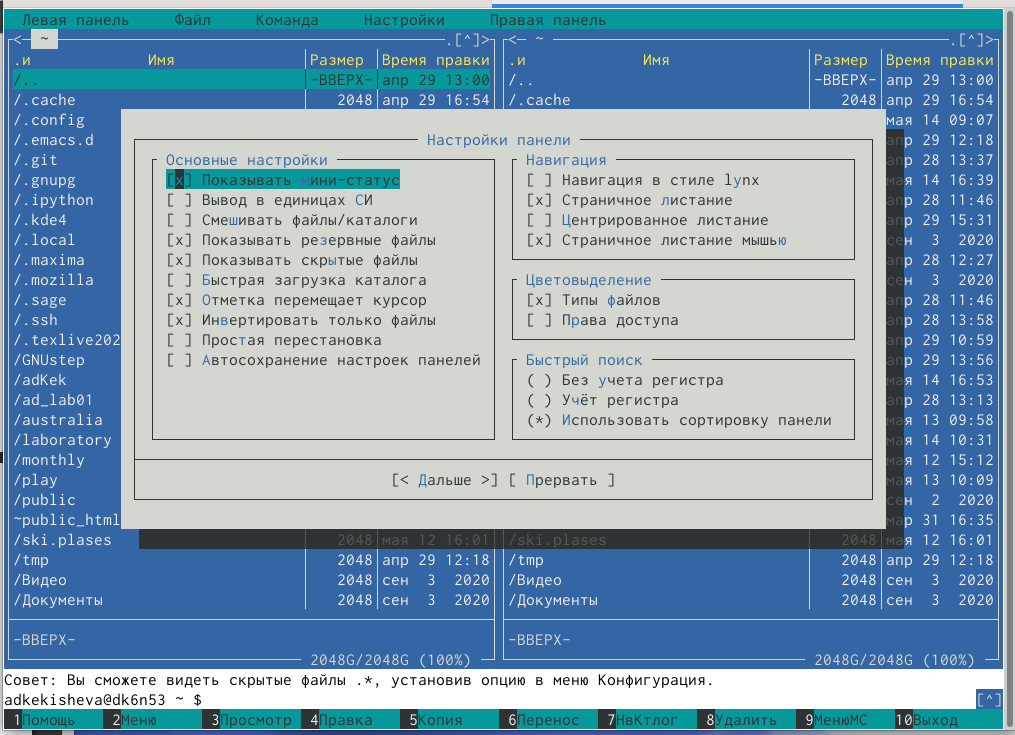 Левая панель Файл Команда Настройки Правая панель
<─ ~ .[^]> <─ ~ .[^]>
.и Имя Размер Время правки .и Имя Размер Время правки
/.. -ВВЕРХ- апр 29 13:00 /.. -ВВЕРХ- апр 29 13:00
/.cache 2048 апр 29 16:54 /.cache 2048 апр 29 16:54
/.config мая 14 09:07
/.emacs.d Настройки панели апр 29 12:18
/.git Основные настройки Навигация апр 28 13:37
/.gnupg [x] Показывать мини-статус [ ] Навигация в стиле lynx мая 14 16:39
/.ipython [ ] Вывод в единицах СИ [x] Страничное листание апр 28 11:46
/.kde4 [ ] Смешивать файлы/каталоги [ ] Центрированное листание апр 29 15:31
/.local [x] Показывать резервные файлы [x] Страничное листание мышью сен 3 2020
/.maxima [x] Показывать скрытые файлы апр 28 12:27
/.mozilla [ ] Быстрая загрузка каталога Цветовыделение сен 3 2020
/.sage [x] Отметка перемещает курсор [x] Типы файлов апр 28 11:46
/.ssh [x] Инвертировать только файлы [ ] Права доступа апр 28 13:58
/.texlive202 [ ] Простая перестановка апр 29 10:59
/GNUstep [ ] Автосохранение настроек панелей Быстрый поиск апр 29 13:56
/adKek ( ) Без учета регистра мая 14 16:53
/ad_lab01 ( ) Учёт регистра апр 28 13:13
/australia (*) Использовать сортировку панели мая 13 09:58
/laboratory мая 14 10:31
/monthly мая 12 15:12
/play [< Дальше >] [ Прервать ] мая 13 10:09
/public сен 2 2020
~public_html мар 31 16:35
/ski.plases 2048 мая 12 16:01 /ski.plases 2048 мая 12 16:01
/tmp 2048 апр 29 12:18 /tmp 2048 апр 29 12:18
/Видео 2048 сен 3 2020 /Видео 2048 сен 3 2020
/Документы 2048 сен 3 2020 /Документы 2048 сен 3 2020
-ВВЕРХ- -ВВЕРХ-
2048G/2048G (100%) 2048G/2048G (100%)
Совет: Вы сможете видеть скрытые файлы .*, установив опцию в меню Конфигурация.
adkekisheva@dk6n53 ~ $ [^]
1Помощь 2Меню 3Просмотр 4Правка 5Копия 6Перенос 7НвКтлог 8Удалить 9МенюМС 10Выход